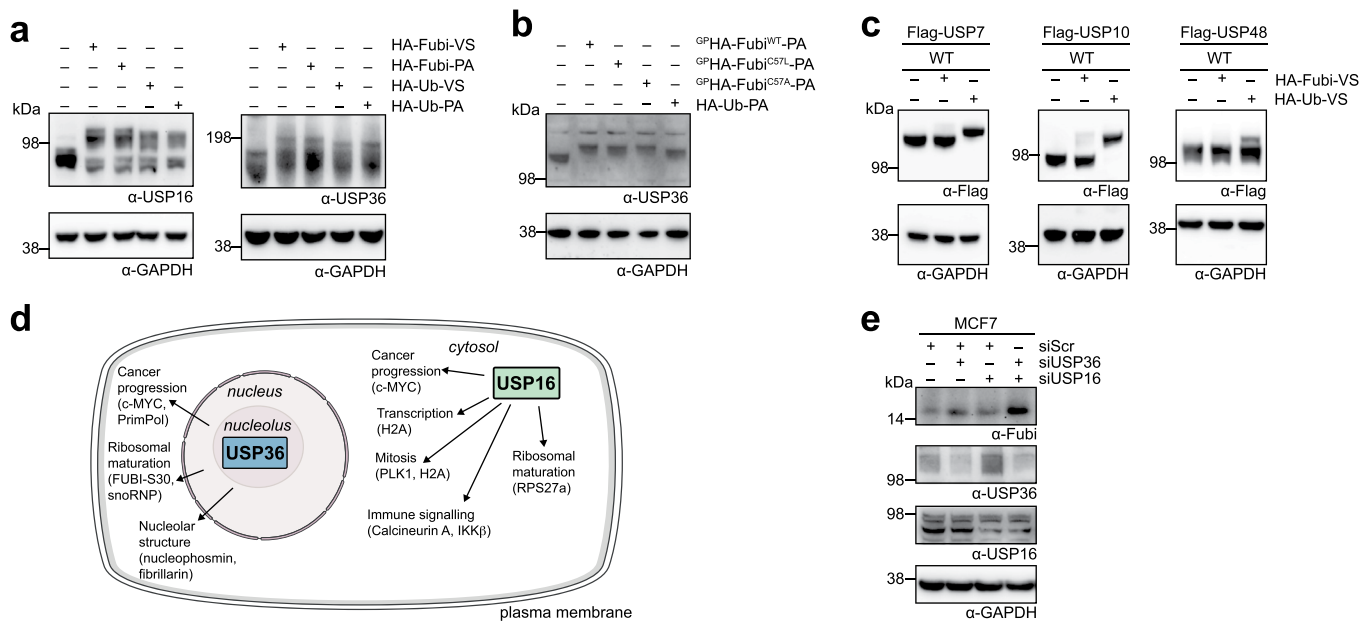 a
– + – – – – + – – – HA-Fubi-VS
– – + – – – – + – – HA-Fubi-PA
– – – + – – – – + – HA-Ub-VS
– – – – + – – – – + HA-Ub-PA
kDa
98
198
α-USP16
α-USP36
38
38
α-GAPDH
α-GAPDH
b
– + – – – GPHA-FubiWT-PA
– – + – – GPHA-FubiC57L-PA
– – – + – GPHA-FubiC57A-PA
– – – – + HA-Ub-PA
kDa
98
α-USP36
38
α-GAPDH
c
Flag-USP7 Flag-USP10 Flag-USP48
WT WT WT
– + – – + – – + – HA-Fubi-VS
– – + – – + – – + HA-Ub-VS
kDa
98
98
98
α-Flag α-Flag α-Flag
38
38
38
α-GAPDH α-GAPDH α-GAPDH
d
Cancer
progression
(c-MYC,
PrimPol)
Ribosomal
maturation
(FUBI-S30,
snoRNP)
Nucleolar
structure
(nucleophosmin,
fibrillarin)
nucleus
nucleolus
USP36
cytosol
USP16
Cancer
progression
(c-MYC)
Transcription
(H2A)
Mitosis
(PLK1, H2A)
Immune signalling
(Calcineurin A, IKKβ)
Ribosomal
maturation
(RPS27a)
plasma membrane
e
MCF7
+ + + – siScr
– + – + siUSP36
– – + + siUSP16
kDa
14
α-Fubi
98
α-USP36
98
α-USP16
38
α-GAPDH